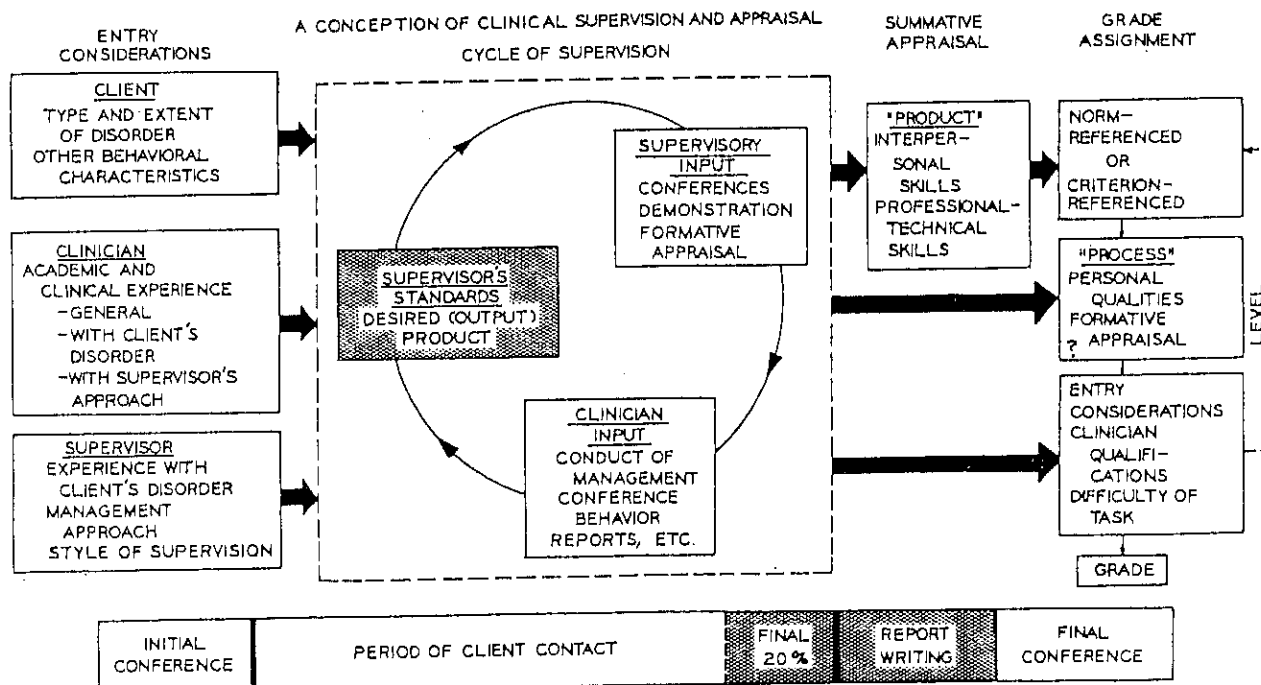 A CONCEPTION OF CLINICAL SUPERVISION AND APPRAISAL
ENTRY
CONSIDERATIONS
CYCLE OF SUPERVISION
SUMMATIVE
APPRAISAL
GRADE
ASSIGNMENT
CLIENT
TYPE AND EXTENT
OF DISORDER
OTHER BEHAVIORAL
CHARACTERISTICS
CLINICIAN
ACADEMIC AND
CLINICAL EXPERIENCE
-GENERAL
-WITH CLIENT'S
DISORDER
-WITH SUPERVISOR'S
APPROACH
SUPERVISOR
EXPERIENCE WITH
CLIENT'S DISORDER
MANAGEMENT
APPROACH
STYLE OF SUPERVISION
SUPERVISORY
INPUT
CONFERENCES
DEMONSTRATION
FORMATIVE
APPRAISAL
SUPERVISOR'S
STANDARDS
DESIRED (OUTPUT)
PRODUCT
CLINICIAN
INPUT
CONDUCT OF
MANAGEMENT
CONFERENCE
BEHAVIOR
REPORTS, ETC.
"PRODUCT"
INTERPER-
SONAL
SKILLS
PROFESSIONAL-
TECHNICAL
SKILLS
NORM-
REFERENCED
OR
CRITERION-
REFERENCED
"PROCESS"
PERSONAL
QUALITIES
FORMATIVE
? APPRAISAL
LEVEL
ENTRY
CONSIDERATIONS
CLINICIAN
QUALIFI-
CATIONS
DIFFICULTY OF
TASK
GRADE
INITIAL
CONFERENCE
PERIOD OF CLIENT CONTACT
FINAL
20%
REPORT
WRITING
FINAL
CONFERENCE